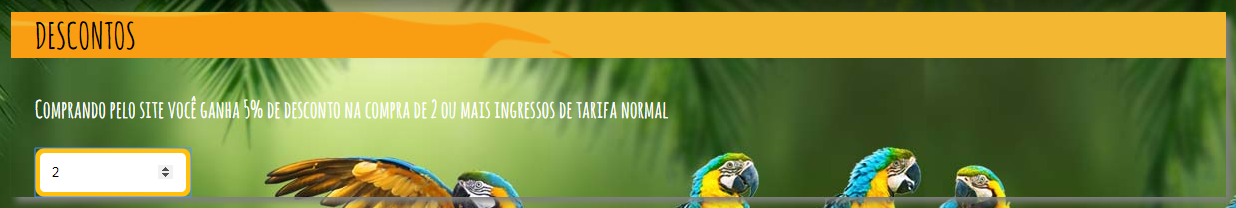 DESCONTOS
COMPRANDO PELO SITE VOCÊ GANHA 5% DE DESCONTO NA COMPRA DE 2 OU MAIS INGRESSOS DE TARIFA NORMAL
2